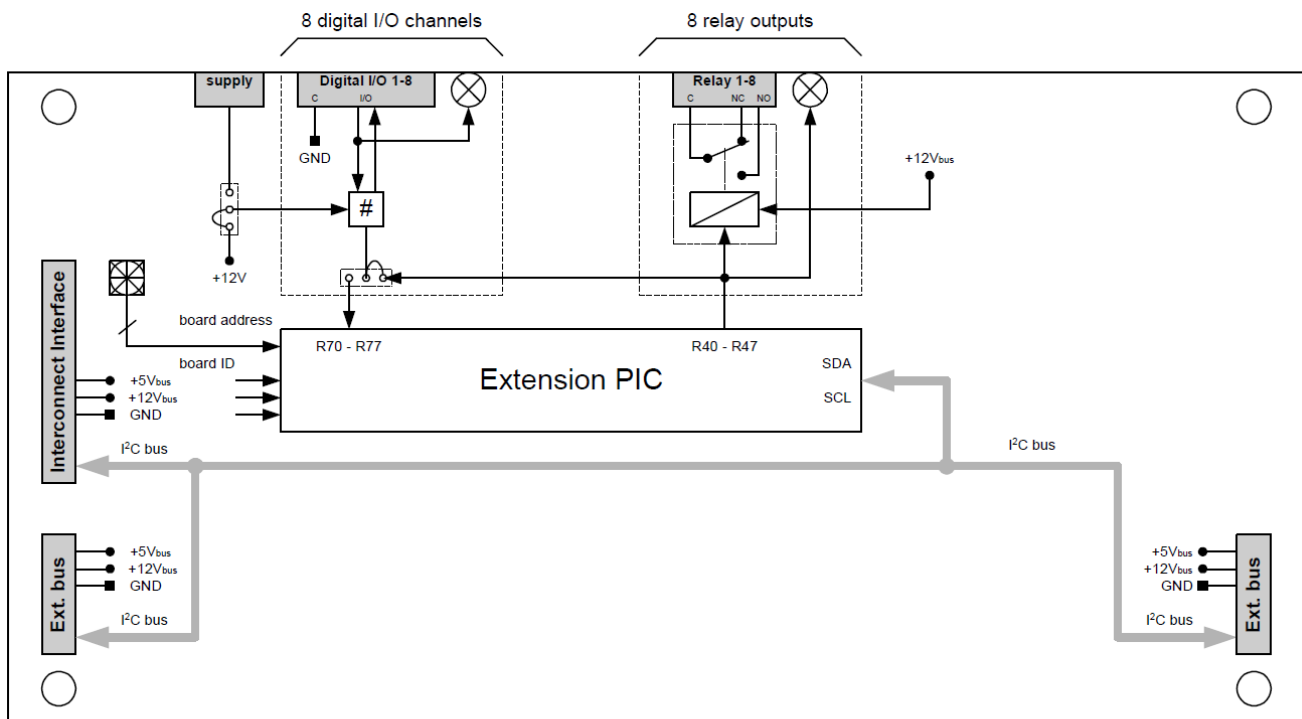 8 digital I/O channels
8 relay outputs
supply
Digital I/O 1-8
C I/O
Relay 1-8
C NC NO
GND
+12Vbus
#
+12V
board address
R70 - R77
R40 - R47
board ID
Extension PIC
SDA
SCL
Interconnect Interface
+5Vbus
+12Vbus
GND
I²C bus
I²C bus
Ext. bus
+5Vbus
+12Vbus
GND
I²C bus
+5Vbus
+12Vbus
GND
I²C bus
Ext. bus